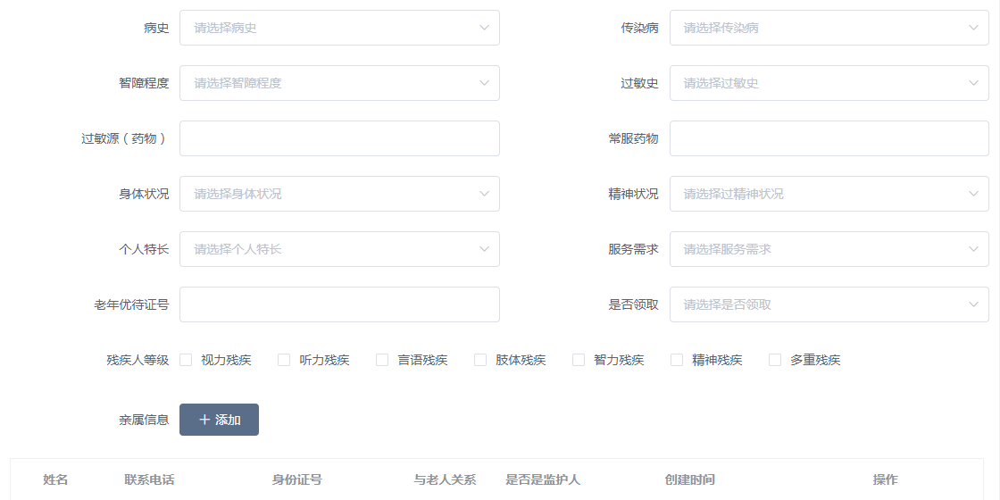 病史 请选择病史 传染病 请选择传染病
智障程度 请选择智障程度 过敏史 请选择过敏史
过敏源（药物） 常服药物
身体状况 请选择身体状况 精神状况 请选择过精神状况
个人特长 请选择个人特长 服务需求 请选择服务需求
老年优待证号 是否领取 请选择是否领取
残疾人等级 视力残疾 听力残疾 言语残疾 肢体残疾 智力残疾 精神残疾 多重残疾
亲属信息 + 添加
姓名 联系电话 身份证号 与老人关系 是否是监护人 创建时间 操作